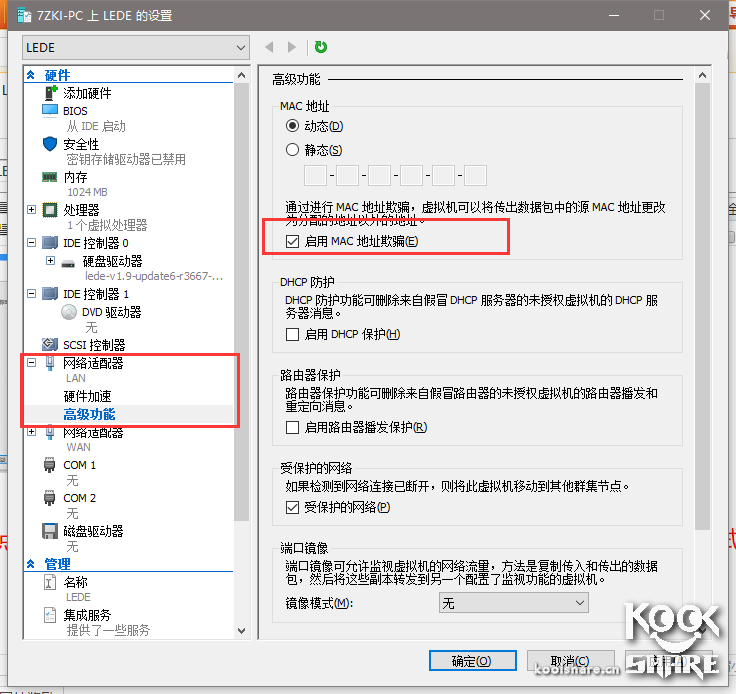 7ZKI-PC 上 LEDE 的设置
LEDE
硬件
添加硬件
BIOS
从 IDE 启动
安全性
密钥存储驱动器已禁用
内存
1024 MB
处理器
1 个虚拟处理器
IDE 控制器 0
硬盘驱动器
lede-v1.9-update6-r3667-...
IDE 控制器 1
DVD 驱动器
无
SCSI 控制器
网络适配器
LAN
硬件加速
高级功能
网络适配器
WAN
COM 1
无
COM 2
无
磁盘驱动器
无
管理
名称
LEDE
集成服务
提供了一些服务
高级功能
MAC 地址
动态(D)
静态(S)
- - - - -
通过进行 MAC 地址欺骗，虚拟机可以将传出数据包中的源 MAC 地址更改
为分配的地址以外的地址。
启用 MAC 地址欺骗(E)
DHCP 防护
DHCP 防护功能可删除来自假冒 DHCP 服务器的未授权虚拟机的 DHCP 服
务器消息。
启用 DHCP 保护(H)
路由器保护
路由器保护功能可删除来自假冒路由器的未授权虚拟机的路由器播发和
重定向消息。
启用路由器播发保护(R)
受保护的网络
如果检测到网络连接已断开，则将此虚拟机移动到其他群集节点。
受保护的网络(P)
端口镜像
端口镜像可允许监视虚拟机的网络流量，方法是复制传入和传出的数据
包，然后将这些副本转发到另一个配置了监视功能的虚拟机。
镜像模式(M):
无
确定(O)
取消(C)
koolshare.cn
KOOL
SHARE